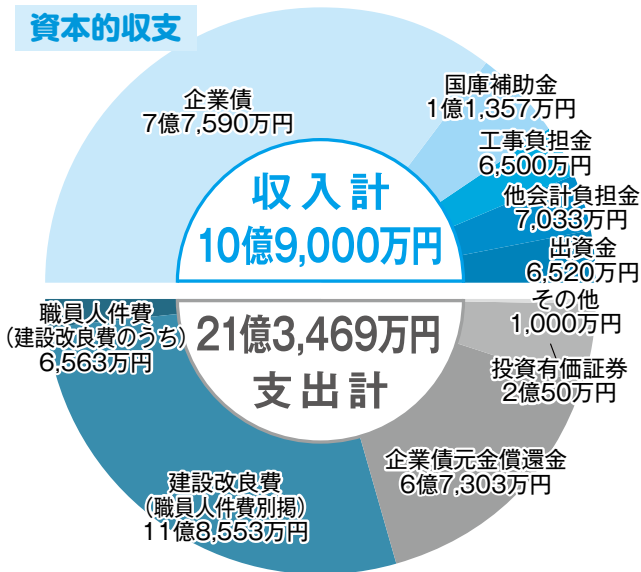 資本的収支
企業債
7億7,590万円
国庫補助金
1億1,357万円
工事負担金
6,500万円
他会計負担金
7,033万円
出資金
6,520万円
収入計
10億9,000万円
21億3,469万円
支出計
その他
1,000万円
投資有価証券
2億50万円
企業債元金償還金
6億7,303万円
建設改良費
(職員人件費別掲)
11億8,553万円
職員人件費
(建設改良費のうち)
6,563万円